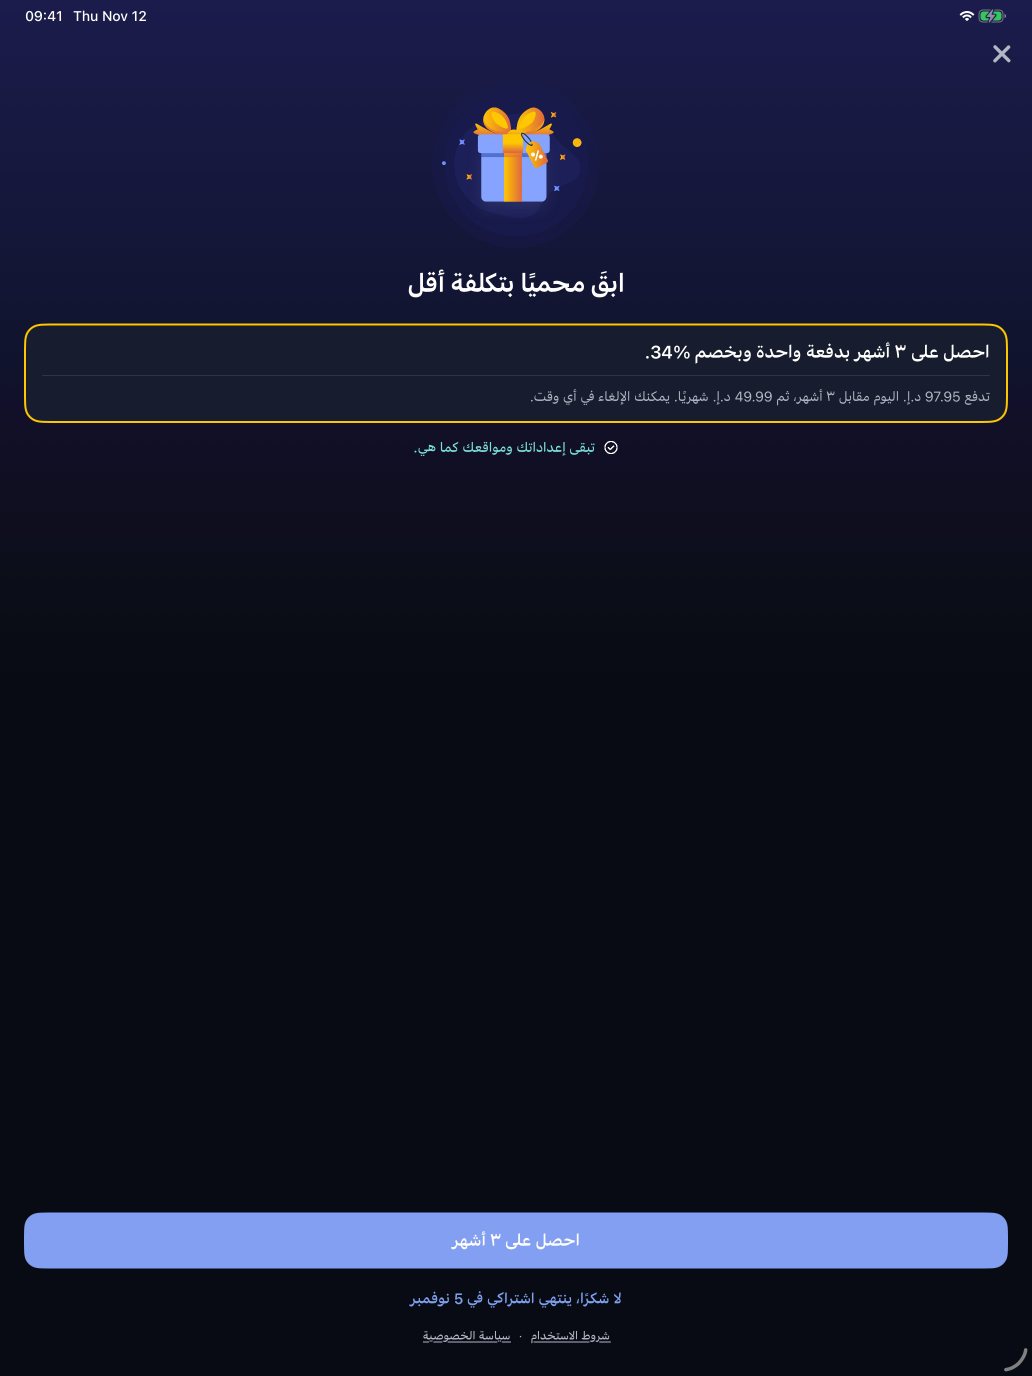 09:41 Thu Nov 12
%
ابقَ محميًا بتكلفة أقل
احصل على ٣ أشهر بدفعة واحدة وبخصم 34%.
تدفع 97.95 د.إ. اليوم مقابل ٣ أشهر، ثم 49.99 د.إ. شهريًا. يمكنك الإلغاء في أي وقت.
تبقى إعداداتك ومواقعك كما هي.
احصل على ٣ أشهر
لا شكرًا، ينتهي اشتراكي في 5 نوفمبر
شروط الاستخدام · سياسة الخصوصية